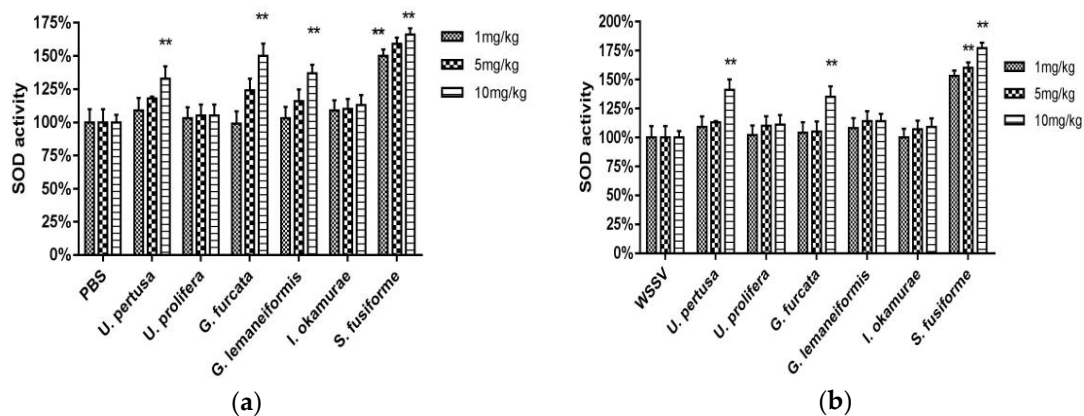 SOD activity
175%
150%
125%
100%
75%
50%
25%
0%
**
**
**
**
**
1mg/kg
5mg/kg
10mg/kg
PBS
U. pertusa
U. prolifera
G. furcata
G. lemaneiformis
I. okamurae
S. fusiforme
(a)
SOD activity
200%
175%
150%
125%
100%
75%
50%
25%
0%
**
**
**
**
1mg/kg
5mg/kg
10mg/kg
WSSV
U. pertusa
U. prolifera
G. furcata
G. lemaneiformis
I. okamurae
S. fusiforme
(b)